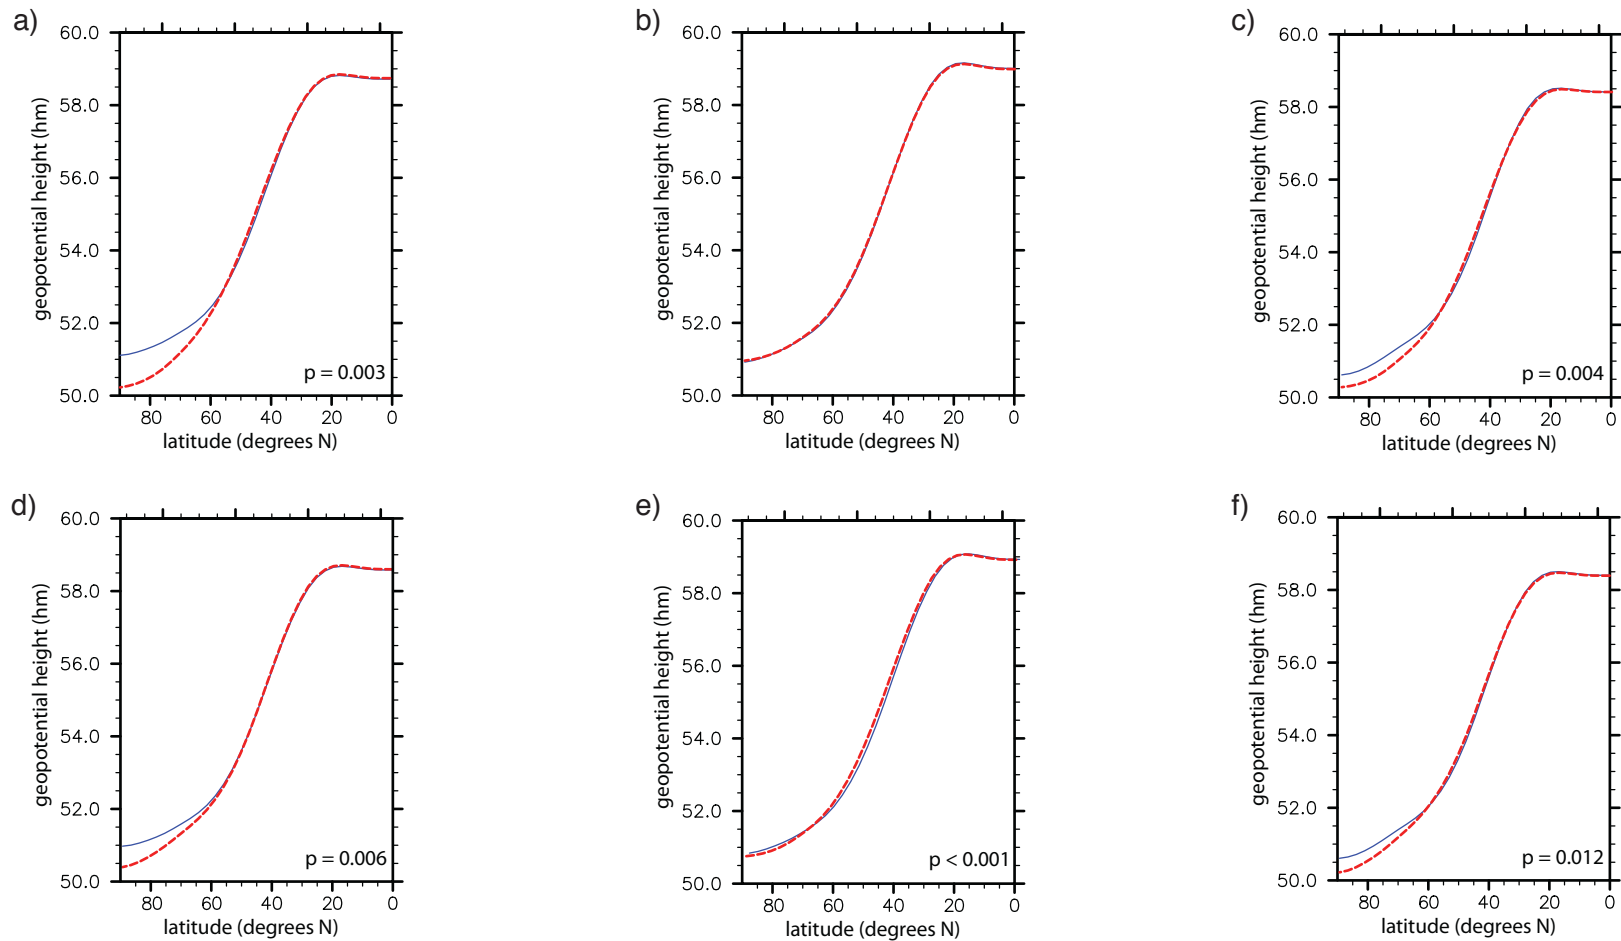 a)
60.0
58.0
56.0
54.0
52.0
50.0
geopotential height (hm)
p = 0.003
80 60 40 20 0
latitude (degrees N)
b)
60.0
58.0
56.0
54.0
52.0
50.0
geopotential height (hm)
80 60 40 20 0
latitude (degrees N)
c)
60.0
58.0
56.0
54.0
52.0
50.0
geopotential height (hm)
p = 0.004
80 60 40 20 0
latitude (degrees N)
d)
60.0
58.0
56.0
54.0
52.0
50.0
geopotential height (hm)
p = 0.006
80 60 40 20 0
latitude (degrees N)
e)
60.0
58.0
56.0
54.0
52.0
50.0
geopotential height (hm)
p < 0.001
80 60 40 20 0
latitude (degrees N)
f)
60.0
58.0
56.0
54.0
52.0
50.0
geopotential height (hm)
p = 0.012
80 60 40 20 0
latitude (degrees N)